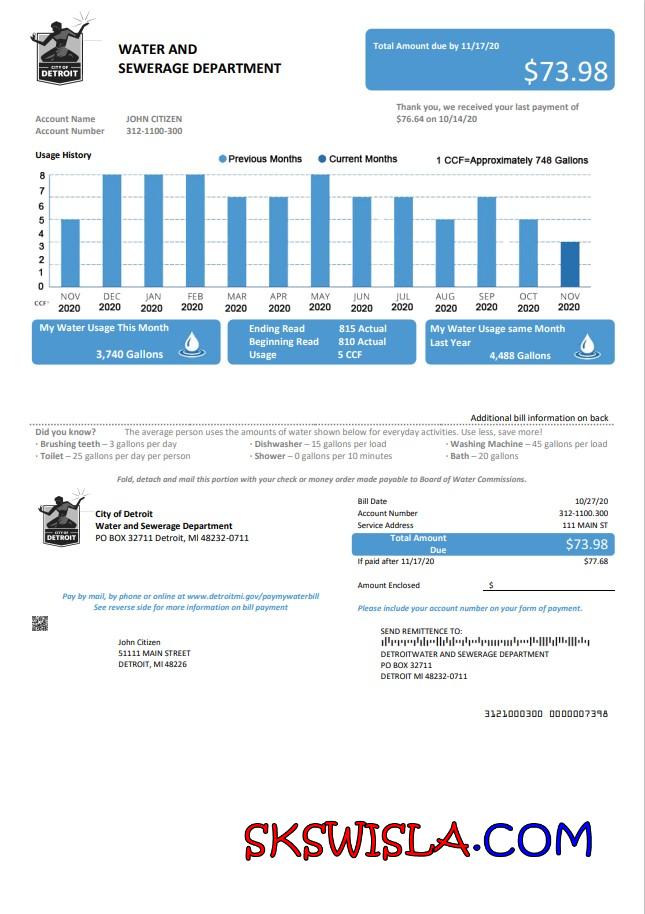 CITY OF
DETROIT
WATER AND
SEWERAGE DEPARTMENT
Total Amount due by 11/17/20
$73.98
Thank you, we received your last payment of
$76.64 on 10/14/20
Account Name JOHN CITIZEN
Account Number 312-1100-300
Usage History
Previous Months Current Months 1 CCF=Approximately 748 Gallons
8
7
6
5
4
3
2
1
0
CCF'
NOV DEC JAN FEB MAR APR MAY JUN JUL AUG SEP OCT NOV
2020 2020 2020 2020 2020 2020 2020 2020 2020 2020 2020 2020 2020
My Water Usage This Month
3,740 Gallons
Ending Read 815 Actual
Beginning Read 810 Actual
Usage 5 CCF
My Water Usage same Month
Last Year
4,488 Gallons
Additional bill information on back
Did you know? The average person uses the amounts of water shown below for everyday activities. Use less, save more!
· Brushing teeth – 3 gallons per day · Dishwasher – 15 gallons per load · Washing Machine – 45 gallons per load
· Toilet – 25 gallons per day per person · Shower – 0 gallons per 10 minutes · Bath – 20 gallons
Fold, detach and mail this portion with your check or money order made payable to Board of Water Commissions.
CITY OF
DETROIT
City of Detroit
Water and Sewerage Department
PO BOX 32711 Detroit, MI 48232-0711
Bill Date 10/27/20
Account Number 312-1100.300
Service Address 111 MAIN ST
Total Amount
Due
$73.98
If paid after 11/17/20 $77.68
Amount Enclosed $
Pay by mail, by phone or online at www.detroitmi.gov/paymywaterbill
See reverse side for more information on bill payment
Please include your account number on your form of payment.
John Citizen
51111 MAIN STREET
DETROIT, MI 48226
SEND REMITTANCE TO:
DETROITWATER AND SEWERAGE DEPARTMENT
PO BOX 32711
DETROIT MI 48232-0711
3121000300 0000007398
SKSWISLA.COM